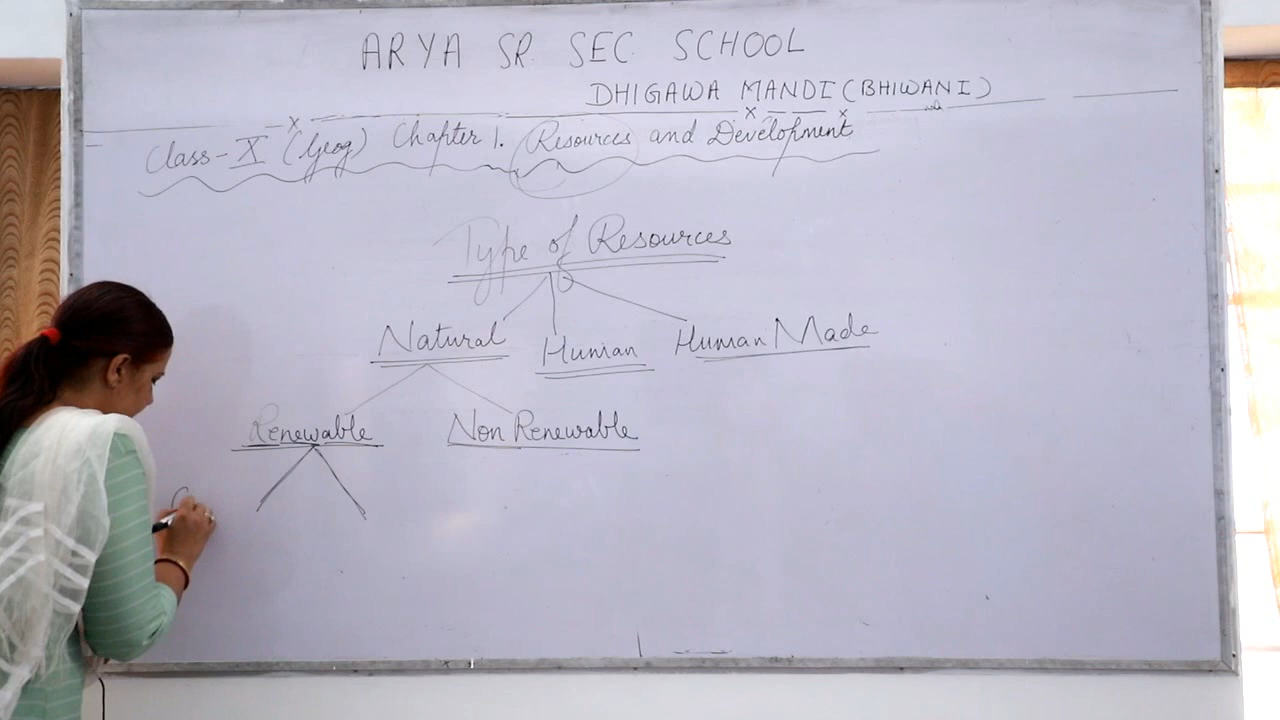 ARYA SR. SEC SCHOOL
DHIGAWA MANDI (BHIWANI)
Class-X (Geog) Chapter 1. Resources and Development
Type of Resources
Natural Human Human Made
Renewable Non Renewable